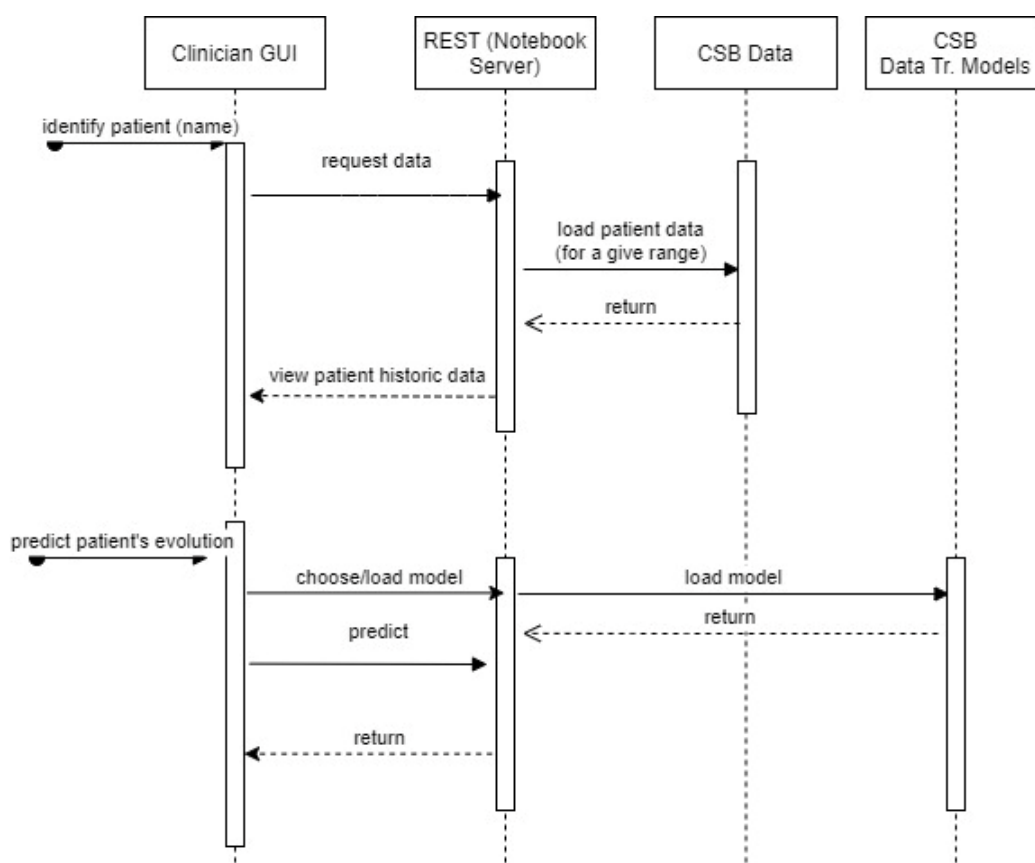 Clinician GUI
REST (Notebook
Server)
CSB Data
CSB
Data Tr. Models
identify patient (name)
request data
load patient data
(for a give range)
return
view patient historic data
predict patient's evolution
choose/load model
load model
return
predict
return